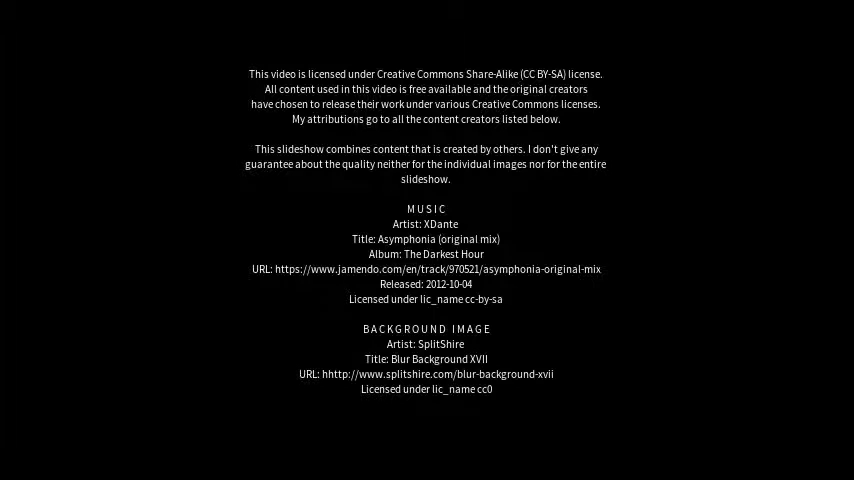 This video is licensed under Creative Commons Share-Alike (CC BY-SA) license.
All content used in this video is free available and the original creators
have chosen to release their work under various Creative Commons licenses.
My attributions go to all the content creators listed below.
This slideshow combines content that is created by others. I don't give any
guarantee about the quality neither for the individual images nor for the entire
slideshow.
MUSIC
Artist: XDante
Title: Asymphonia (original mix)
Album: The Darkest Hour
URL: https://www.jamendo.com/en/track/970521/asymphonia-original-mix
Released: 2012-10-04
Licensed under lic_name cc-by-sa
BACKGROUND IMAGE
Artist: SplitShire
Title: Blur Background XVII
URL: hhttp://www.splitshire.com/blur-background-xvii
Licensed under lic_name cc0